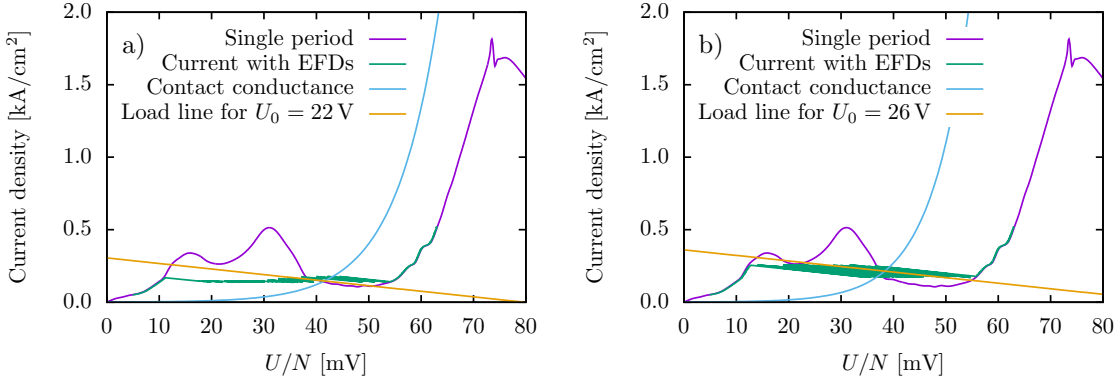 a)
Single period
Current with EFDs
Contact conductance
Load line for U₀ = 22 V
Current density [kA/cm²]
2.0
1.5
1.0
0.5
0.0
0 10 20 30 40 50 60 70 80
U/N [mV]
b)
Single period
Current with EFDs
Contact conductance
Load line for U₀ = 26 V
Current density [kA/cm²]
2.0
1.5
1.0
0.5
0.0
0 10 20 30 40 50 60 70 80
U/N [mV]